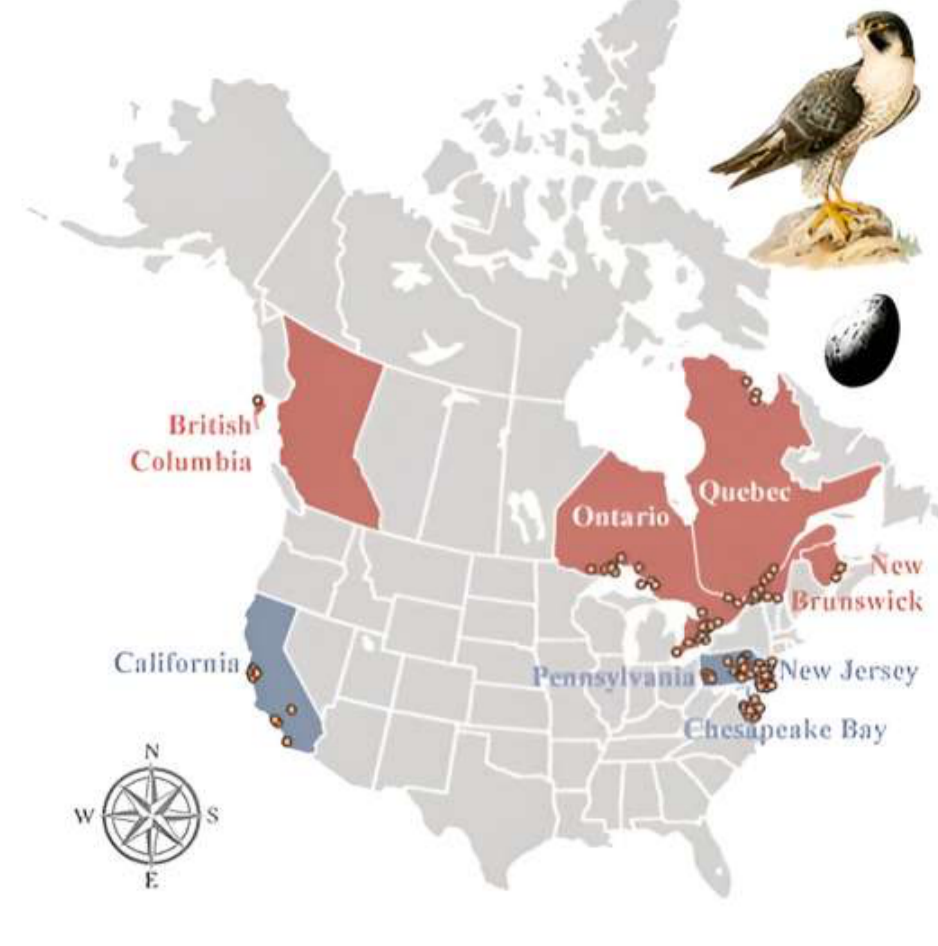 British
Columbia
Quebec
Ontario
New
Brunswick
California
Pennsylvania
New Jersey
Chesapeake Bay
N
W
S
E